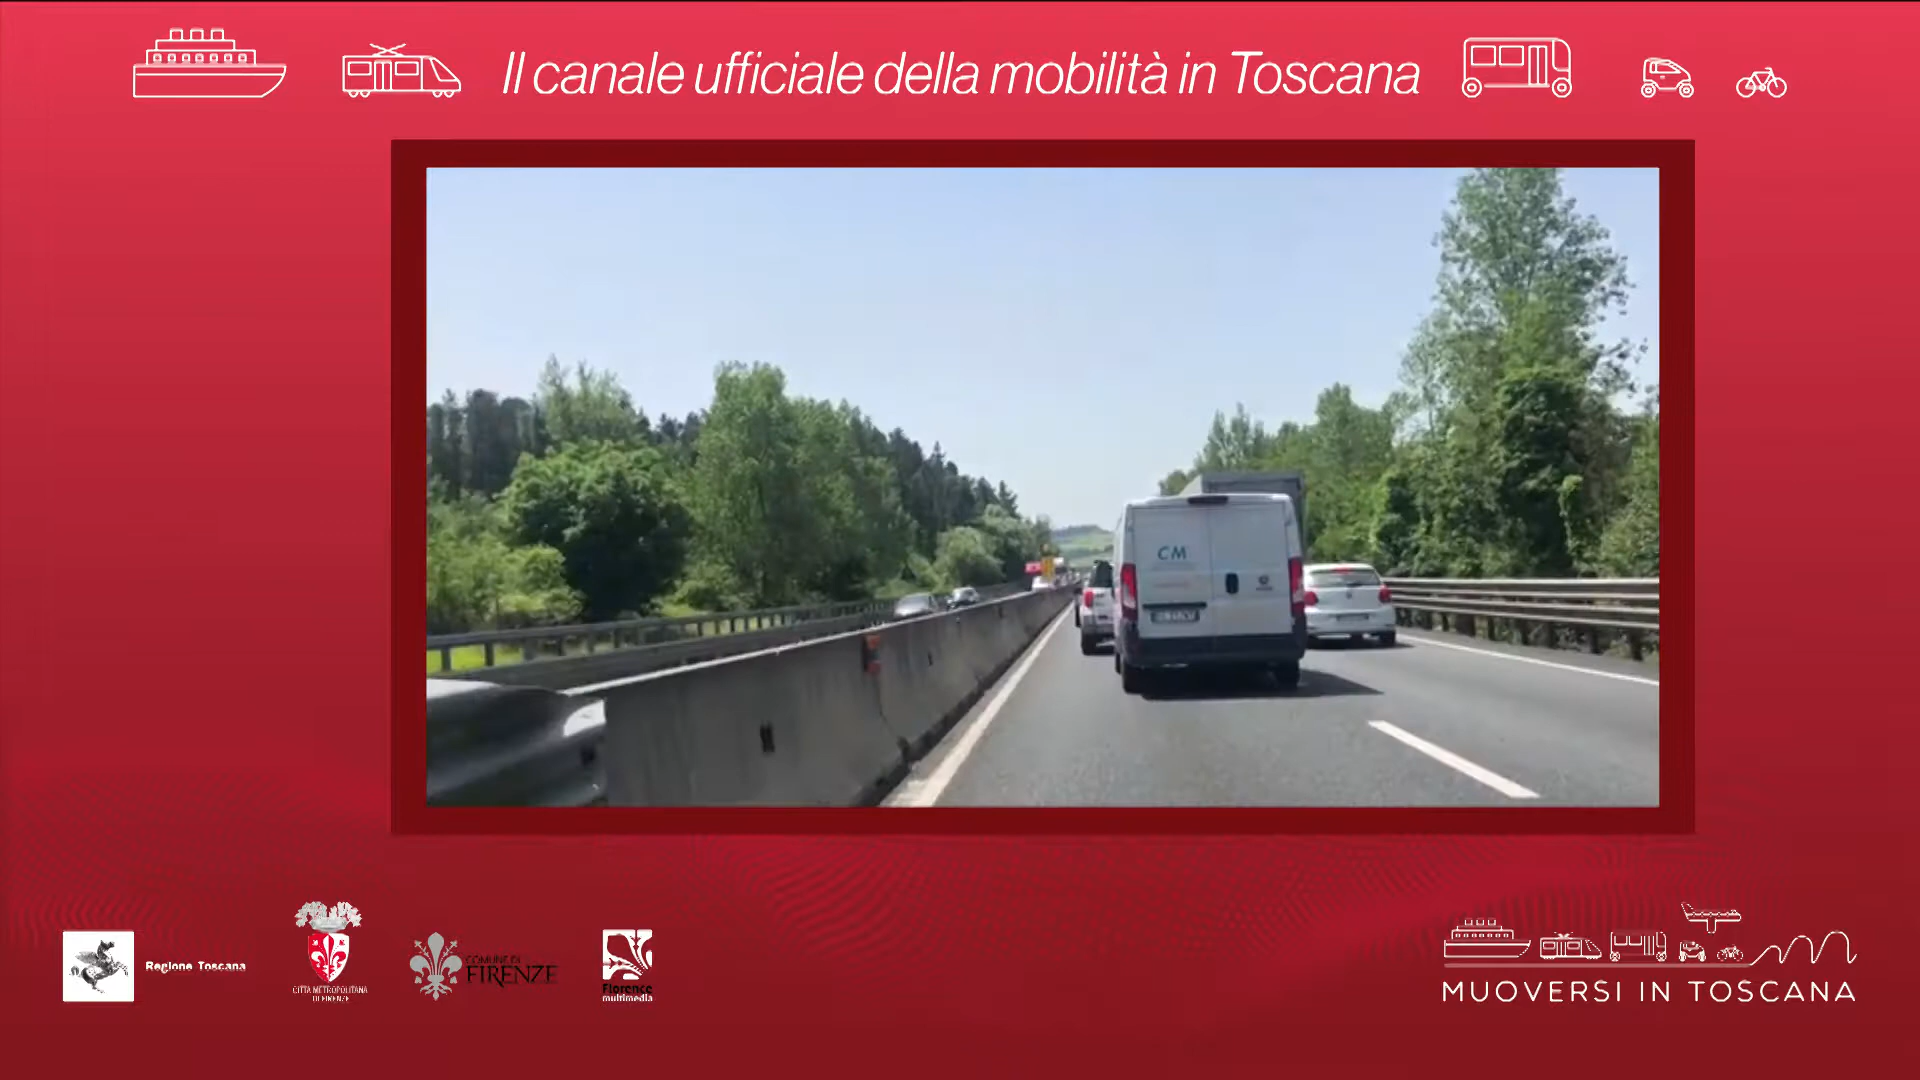 Il canale ufficiale della mobilità in Toscana
CM
Regione Toscana
CITTÀ METROPOLITANA
DI FIRENZE
COMUNE DI
FIRENZE
Florence
multimedia
MUOVERSI IN TOSCANA